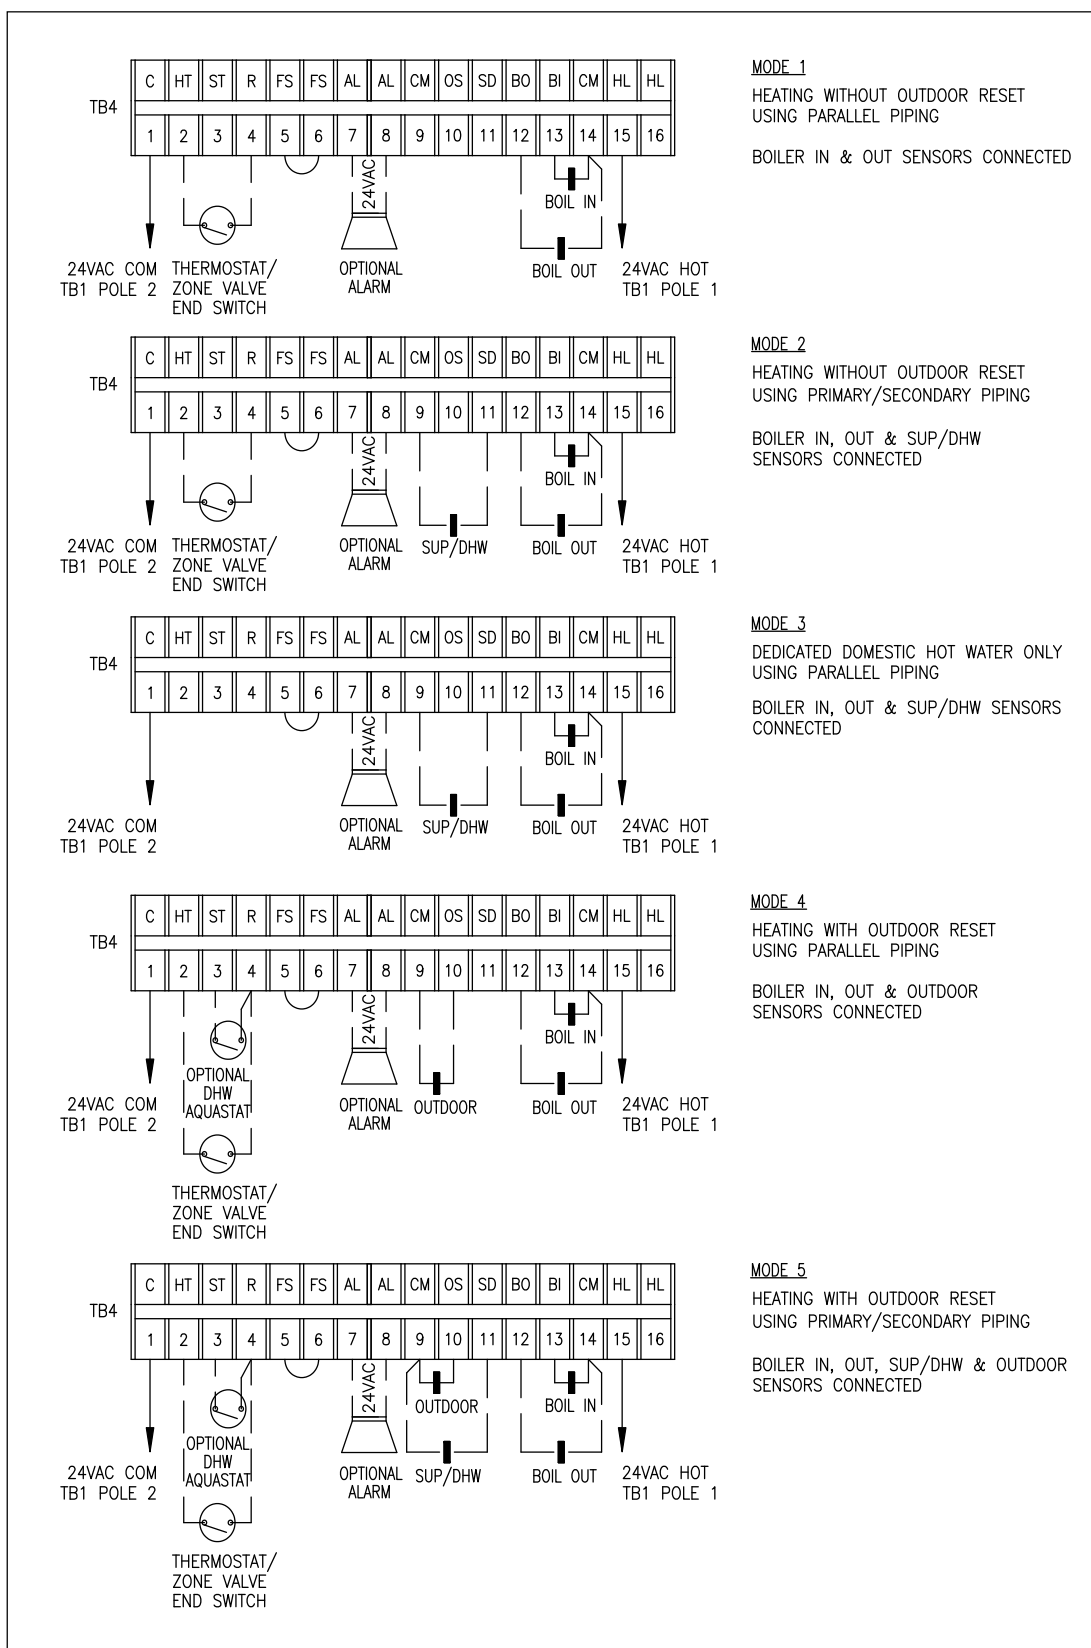 C HT ST R FS FS AL AL CM OS SD BO BI CM HL HL
TB4
1 2 3 4 5 6 7 8 9 10 11 12 13 14 15 16
24VAC
BOIL IN
24VAC COM
TB1 POLE 2
THERMOSTAT/
ZONE VALVE
END SWITCH
OPTIONAL
ALARM
BOIL OUT
24VAC HOT
TB1 POLE 1
MODE 1
HEATING WITHOUT OUTDOOR RESET
USING PARALLEL PIPING
BOILER IN & OUT SENSORS CONNECTED
C HT ST R FS FS AL AL CM OS SD BO BI CM HL HL
TB4
1 2 3 4 5 6 7 8 9 10 11 12 13 14 15 16
24VAC
BOIL IN
24VAC COM
TB1 POLE 2
THERMOSTAT/
ZONE VALVE
END SWITCH
OPTIONAL
ALARM
SUP/DHW
BOIL OUT
24VAC HOT
TB1 POLE 1
MODE 2
HEATING WITHOUT OUTDOOR RESET
USING PRIMARY/SECONDARY PIPING
BOILER IN, OUT & SUP/DHW
SENSORS CONNECTED
C HT ST R FS FS AL AL CM OS SD BO BI CM HL HL
TB4
1 2 3 4 5 6 7 8 9 10 11 12 13 14 15 16
24VAC
BOIL IN
24VAC COM
TB1 POLE 2
OPTIONAL
ALARM
SUP/DHW
BOIL OUT
24VAC HOT
TB1 POLE 1
MODE 3
DEDICATED DOMESTIC HOT WATER ONLY
USING PARALLEL PIPING
BOILER IN, OUT & SUP/DHW SENSORS
CONNECTED
C HT ST R FS FS AL AL CM OS SD BO BI CM HL HL
TB4
1 2 3 4 5 6 7 8 9 10 11 12 13 14 15 16
24VAC
BOIL IN
OPTIONAL
DHW
AQUASTAT
24VAC COM
TB1 POLE 2
OPTIONAL
ALARM
OUTDOOR
BOIL OUT
24VAC HOT
TB1 POLE 1
THERMOSTAT/
ZONE VALVE
END SWITCH
MODE 4
HEATING WITH OUTDOOR RESET
USING PARALLEL PIPING
BOILER IN, OUT & OUTDOOR
SENSORS CONNECTED
C HT ST R FS FS AL AL CM OS SD BO BI CM HL HL
TB4
1 2 3 4 5 6 7 8 9 10 11 12 13 14 15 16
24VAC
OUTDOOR
BOIL IN
OPTIONAL
DHW
AQUASTAT
24VAC COM
TB1 POLE 2
OPTIONAL
ALARM
SUP/DHW
BOIL OUT
24VAC HOT
TB1 POLE 1
THERMOSTAT/
ZONE VALVE
END SWITCH
MODE 5
HEATING WITH OUTDOOR RESET
USING PRIMARY/SECONDARY PIPING
BOILER IN, OUT, SUP/DHW & OUTDOOR
SENSORS CONNECTED